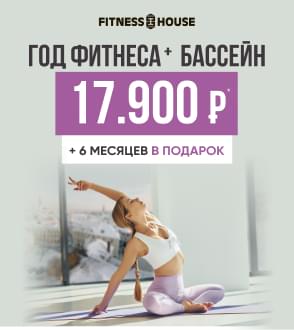 FITNESS HOUSE
ГОД ФИТНЕСА+ БАССЕЙН
17.900 ₽*
+ 6 МЕСЯЦЕВ В ПОДАРОК